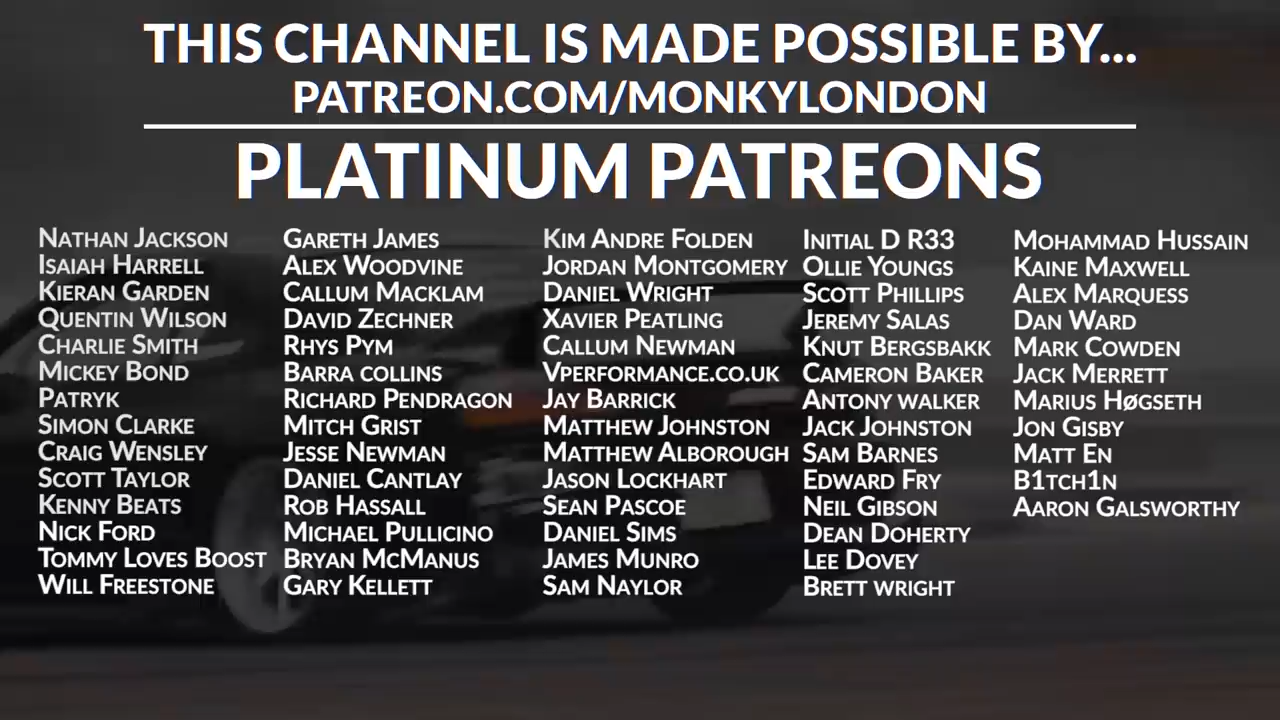 THIS CHANNEL IS MADE POSSIBLE BY...
PATREON.COM/MONKYLONDON
PLATINUM PATREONS
NATHAN JACKSON
ISAIAH HARRELL
KIERAN GARDEN
QUENTIN WILSON
CHARLIE SMITH
MICKEY BOND
PATRYK
SIMON CLARKE
CRAIG WENSLEY
SCOTT TAYLOR
KENNY BEATS
NICK FORD
TOMMY LOVES BOOST
WILL FREESTONE
GARETH JAMES
ALEX WOODVINE
CALLUM MACKLAM
DAVID ZECHNER
RHYS PYM
BARRA COLLINS
RICHARD PENDRAGON
MITCH GRIST
JESSE NEWMAN
DANIEL CANTLAY
ROB HASSALL
MICHAEL PULLICINO
BRYAN MCMANUS
GARY KELLETT
KIM ANDRE FOLDEN
JORDAN MONTGOMERY
DANIEL WRIGHT
XAVIER PEATLING
CALLUM NEWMAN
VPERFORMANCE.CO.UK
JAY BARRICK
MATTHEW JOHNSTON
MATTHEW ALBOROUGH
JASON LOCKHART
SEAN PASCOE
DANIEL SIMS
JAMES MUNRO
SAM NAYLOR
INITIAL D R33
OLLIE YOUNGS
SCOTT PHILLIPS
JEREMY SALAS
KNUT BERGSBAKK
CAMERON BAKER
ANTONY WALKER
JACK JOHNSTON
SAM BARNES
EDWARD FRY
NEIL GIBSON
DEAN DOHERTY
LEE DOVEY
BRETT WRIGHT
MOHAMMAD HUSSAIN
KAINE MAXWELL
ALEX MARQUESS
DAN WARD
MARK COWDEN
JACK MERRETT
MARIUS HØGSETH
JON GISBY
MATT EN
B1TCH1N
AARON GALSWORTHY